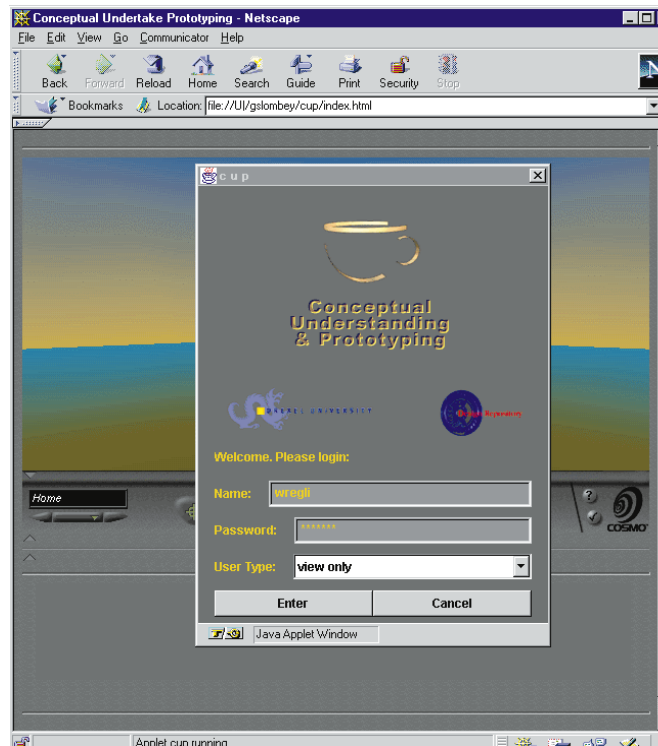 Conceptual Undertake Prototyping - Netscape
File Edit View Go Communicator Help
Back Forward Reload Home Search Guide Print Security Stop
Bookmarks Location: file://U|/gslombey/cup/index.html
c u p
Conceptual
Understanding
& Prototyping
DREXEL UNIVERSITY
Repository
Welcome. Please login:
Name: wregli
Password: *******
User Type: view only
Enter Cancel
Java Applet Window
Home
?
COSMO
Applet cup running